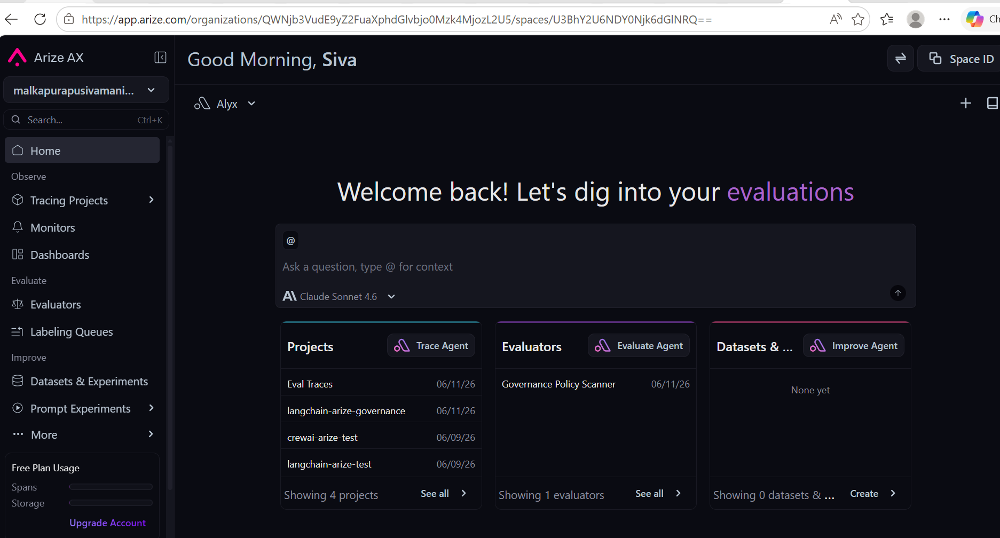 https://app.arize.com/organizations/QWNjb3VudE9yZ2FuaXphdGlvbjo0Mzk4MjozL2U5/spaces/U3BhY2U6NDY0Njk6dGlNRQ==
Ch
Arize AX
Good Morning, Siva
Space ID
malkapurapusivamani...
Alyx
Search...
Ctrl+K
Home
Observe
Tracing Projects
Monitors
Dashboards
Evaluate
Evaluators
Labeling Queues
Improve
Datasets & Experiments
Prompt Experiments
More
Free Plan Usage
Spans
Storage
Upgrade Account
Welcome back! Let's dig into your evaluations
@
Ask a question, type @ for context
Claude Sonnet 4.6
Projects
Trace Agent
Eval Traces 06/11/26
langchain-arize-governance 06/11/26
crewai-arize-test 06/09/26
langchain-arize-test 06/09/26
Showing 4 projects
See all
Evaluators
Evaluate Agent
Governance Policy Scanner 06/11/26
Showing 1 evaluators
See all
Datasets & ...
Improve Agent
None yet
Showing 0 datasets & ...
Create